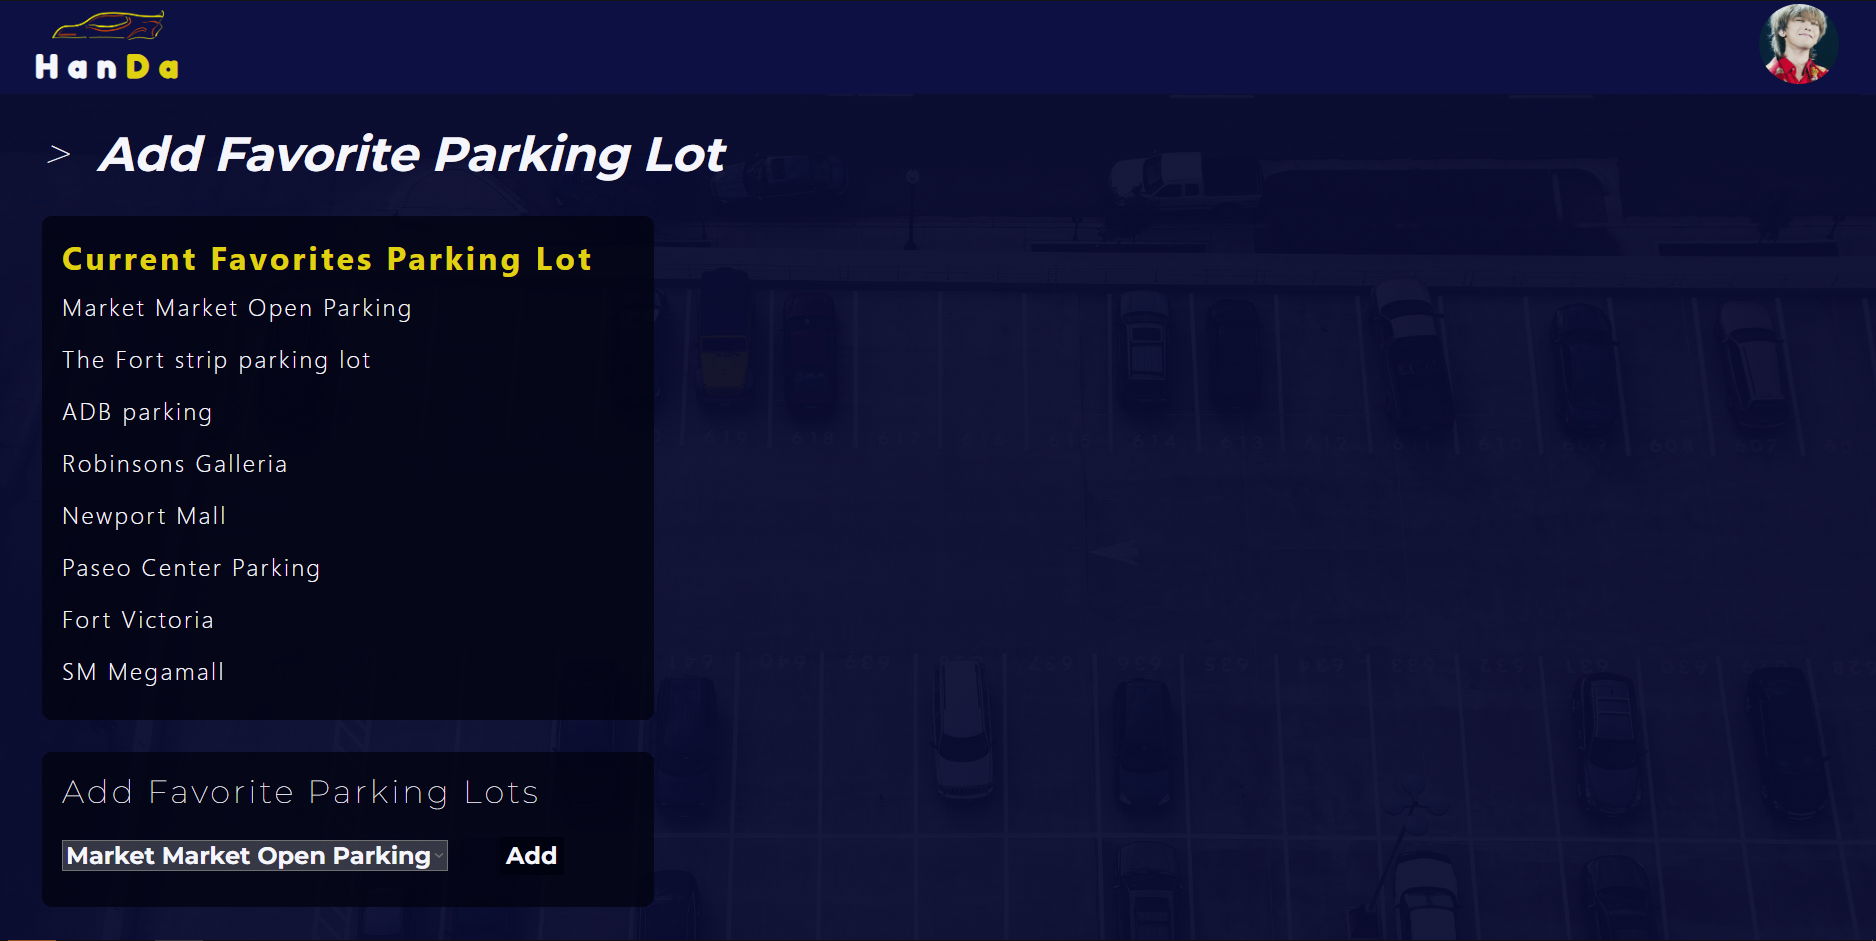 HanDa
> Add Favorite Parking Lot
Current Favorites Parking Lot
Market Market Open Parking
The Fort strip parking lot
ADB parking
Robinsons Galleria
Newport Mall
Paseo Center Parking
Fort Victoria
SM Megamall
Add Favorite Parking Lots
Market Market Open Parking
Add